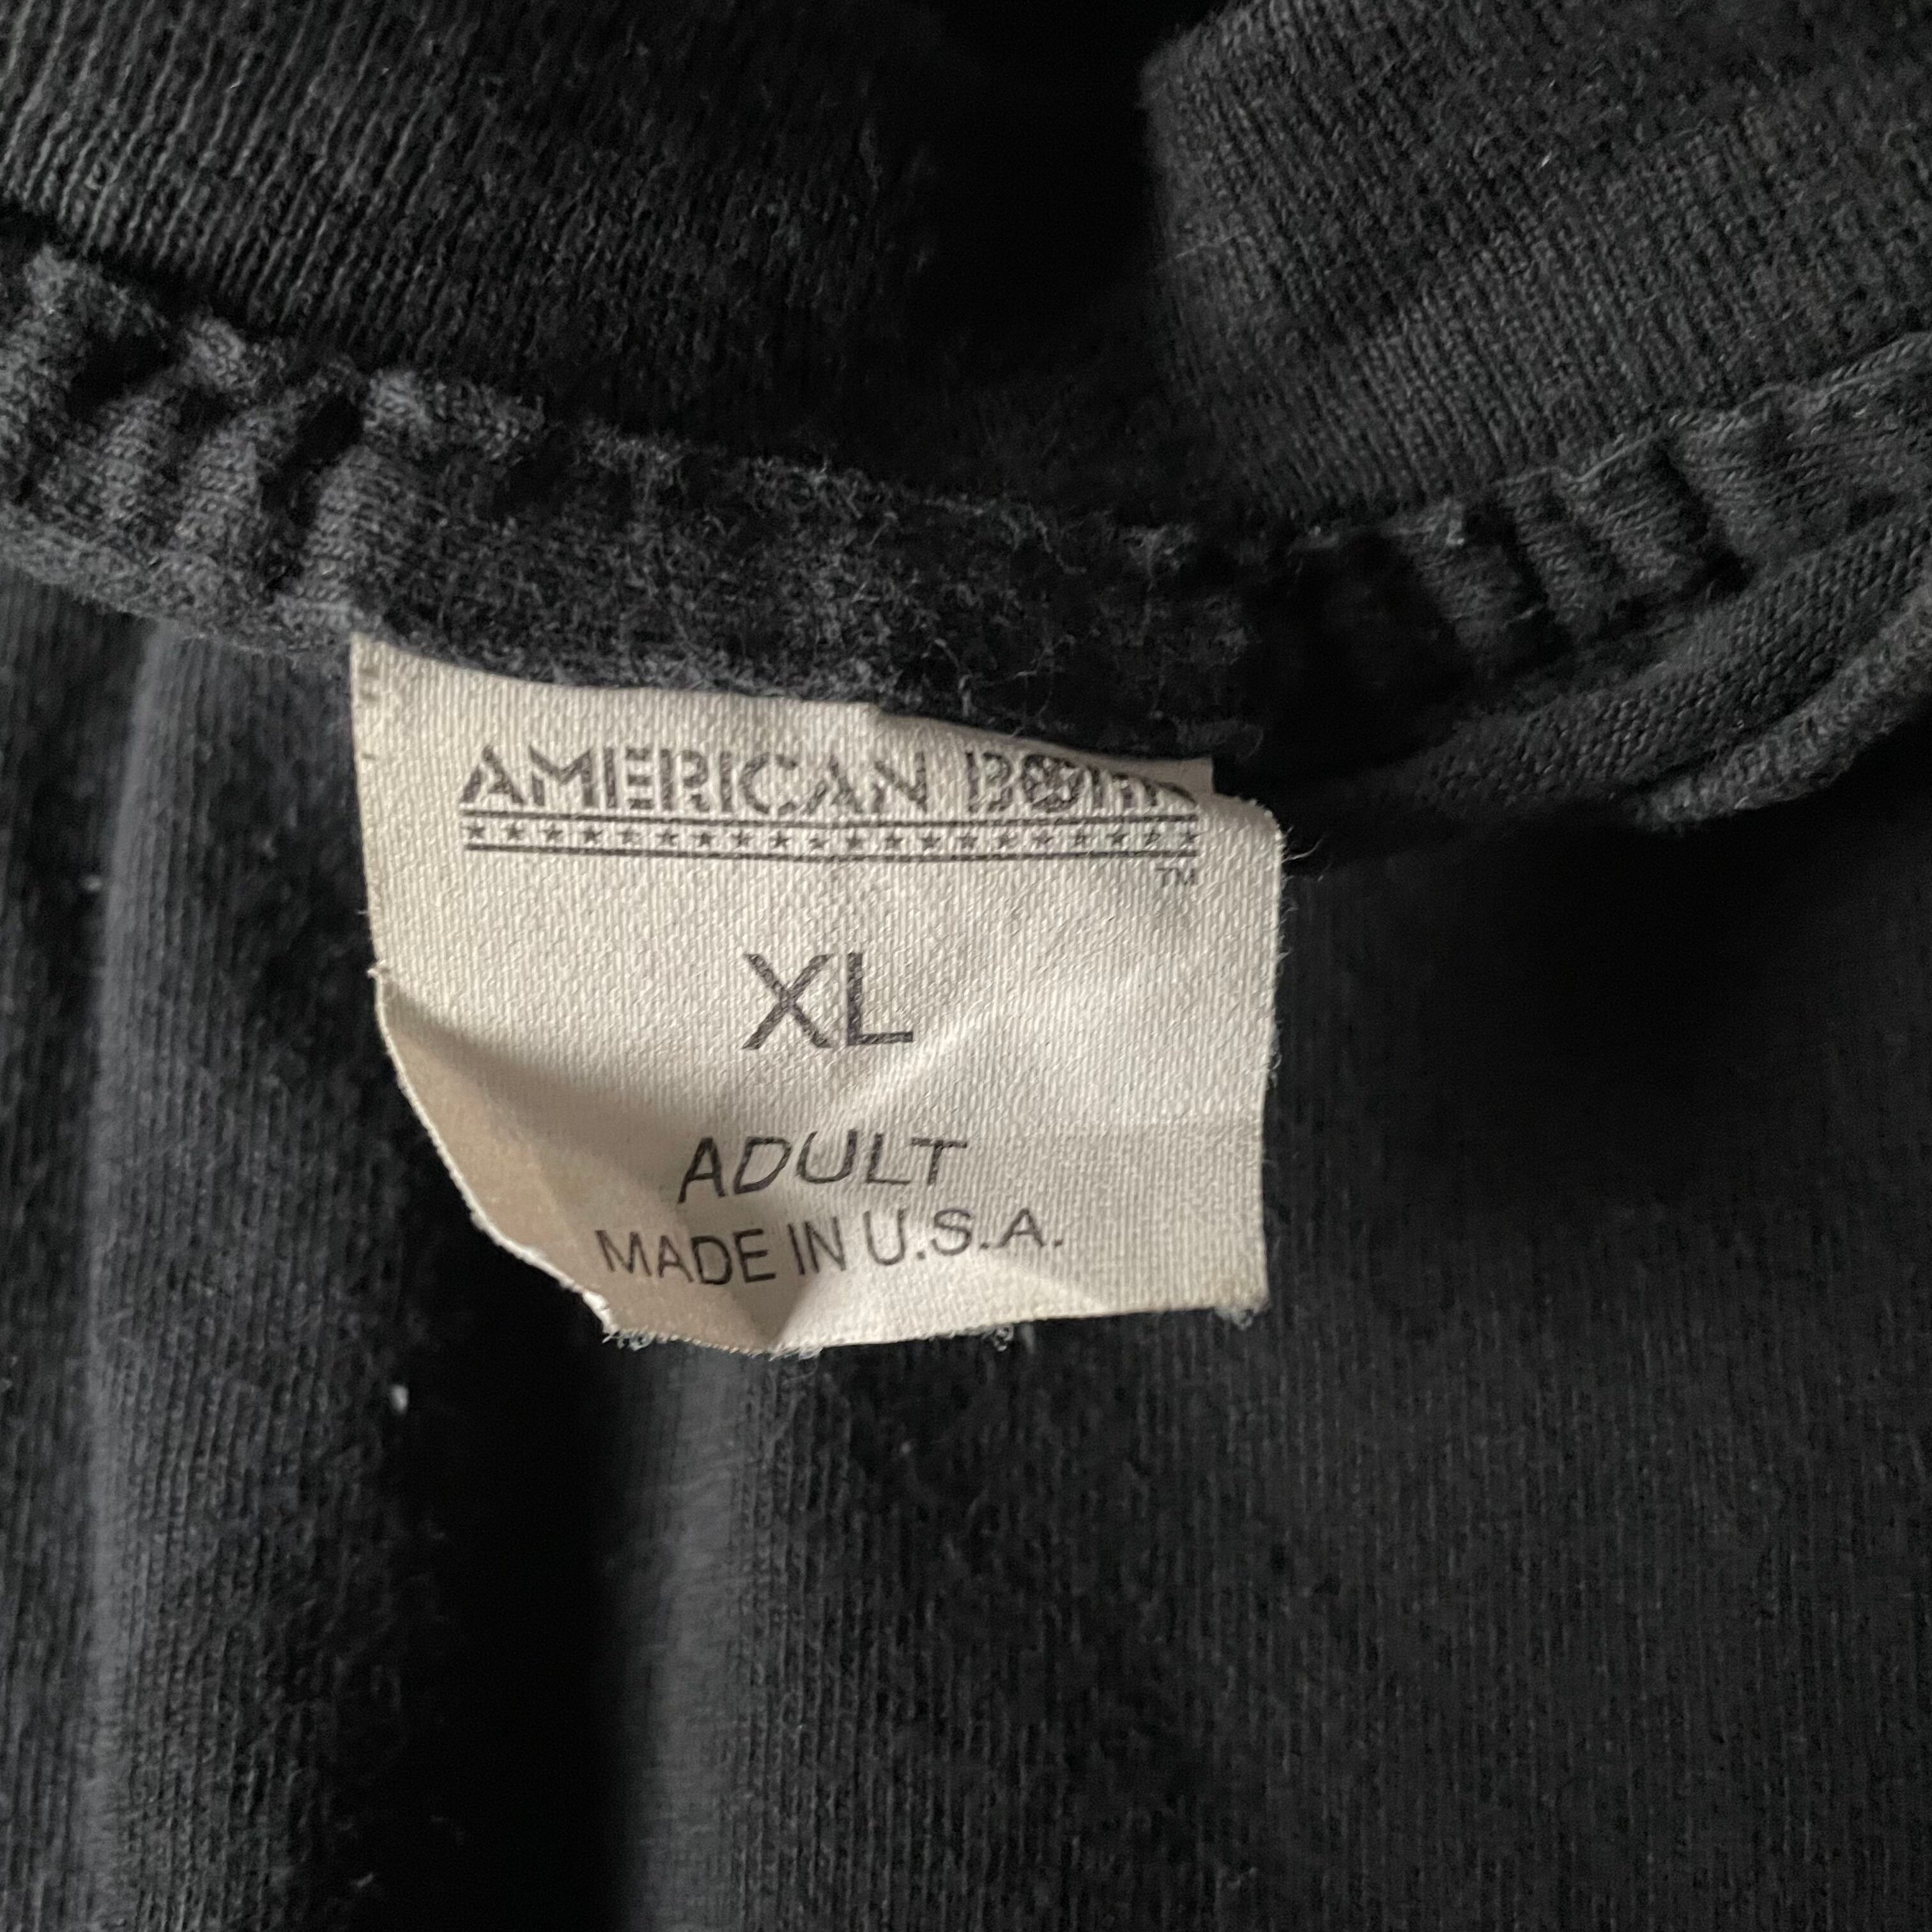 AMERICAN BORN
TM
XL
ADULT
MADE IN U.S.A.